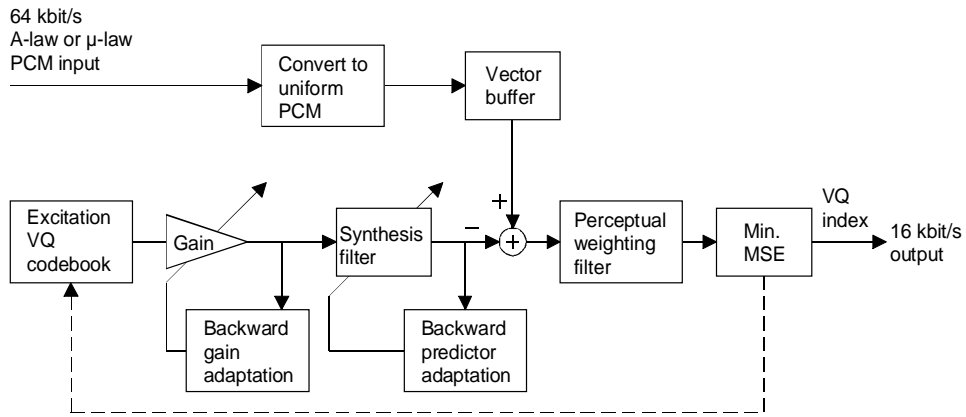 64 kbit/s
A-law or μ-law
PCM input
Convert to
uniform
PCM
Vector
buffer
+
Excitation
VQ
codebook
Gain
Synthesis
filter
−
+
Perceptual
weighting
filter
Min.
MSE
VQ
index
16 kbit/s
output
Backward
gain
adaptation
Backward
predictor
adaptation